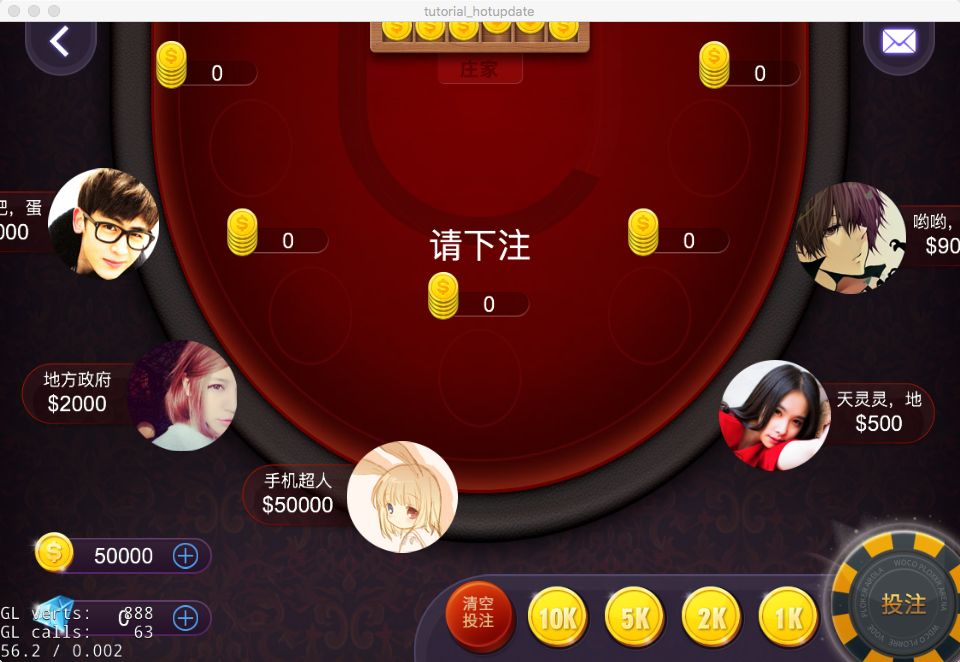 tutorial_hotupdate
庄家
0
0
吧，蛋
000
哟哟，
$90
0
请下注
0
0
地方政府
$2000
天灵灵，地
$500
手机超人
$50000
50000
0
GL verts: 888
GL calls: 63
56.2 / 0.002
清空
投注
10K
5K
2K
1K
投注